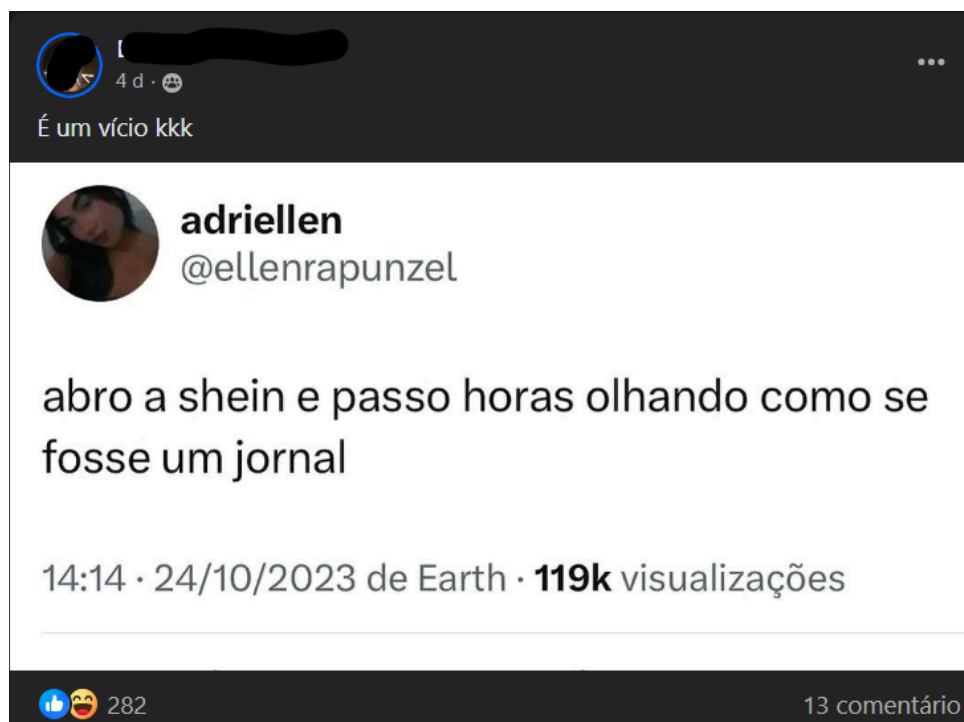 4 d ·
É um vício kkk
adriellen
@ellenrapunzel
abro a shein e passo horas olhando como se
fosse um jornal
14:14 · 24/10/2023 de Earth · 119k visualizações
282
13 comentário